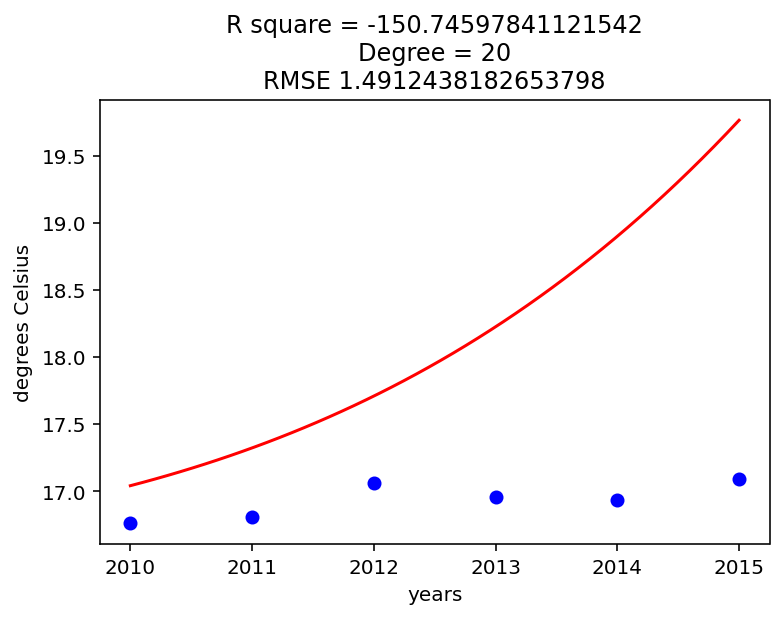 R square = -150.74597841121542
Degree = 20
RMSE 1.4912438182653798
19.5
19.0
18.5
18.0
17.5
17.0
degrees Celsius
2010 2011 2012 2013 2014 2015
years